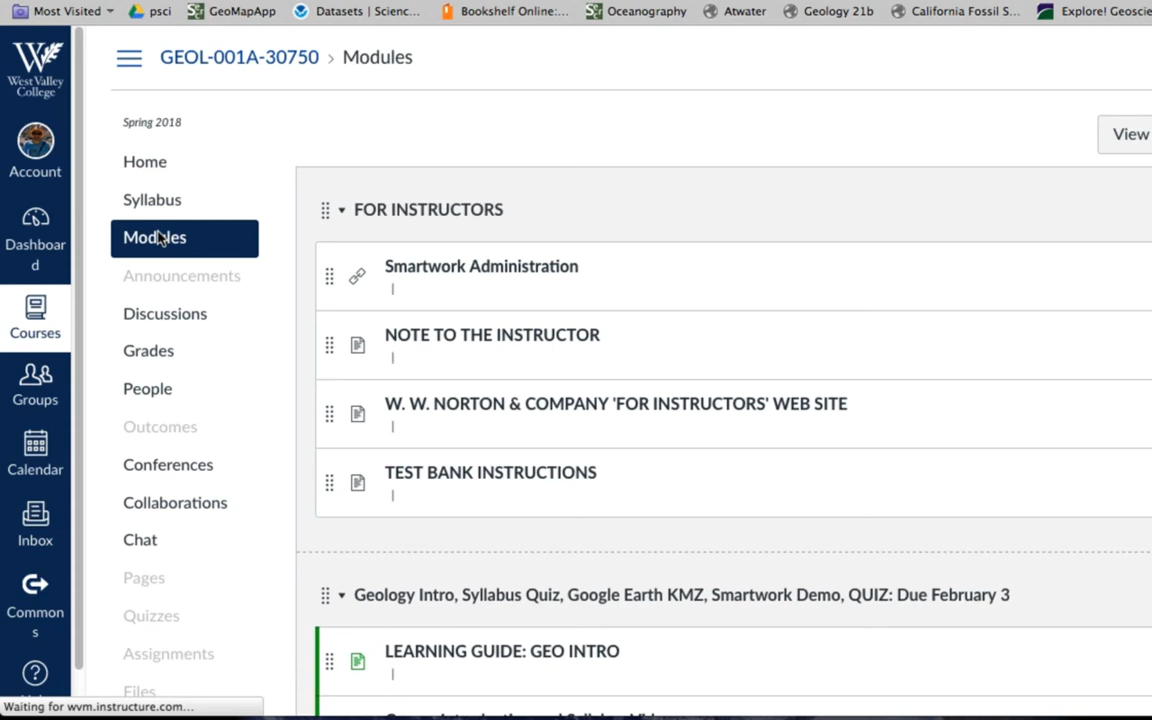 Most Visited
psci
GeoMapApp
Datasets | Scienc...
Bookshelf Online:...
Oceanography
Atwater
Geology 21b
California Fossil S...
Explore! Geoscie
W
West Valley
College
Account
Dashboar
d
Courses
Groups
Calendar
Inbox
Common
s
GEOL-001A-30750 > Modules
Spring 2018
Home
Syllabus
Modules
Announcements
Discussions
Grades
People
Outcomes
Conferences
Collaborations
Chat
Pages
Quizzes
Assignments
Files
View
FOR INSTRUCTORS
Smartwork Administration
|
NOTE TO THE INSTRUCTOR
|
W. W. NORTON & COMPANY 'FOR INSTRUCTORS' WEB SITE
|
TEST BANK INSTRUCTIONS
|
Geology Intro, Syllabus Quiz, Google Earth KMZ, Smartwork Demo, QUIZ: Due February 3
LEARNING GUIDE: GEO INTRO
|
Waiting for wvm.instructure.com...